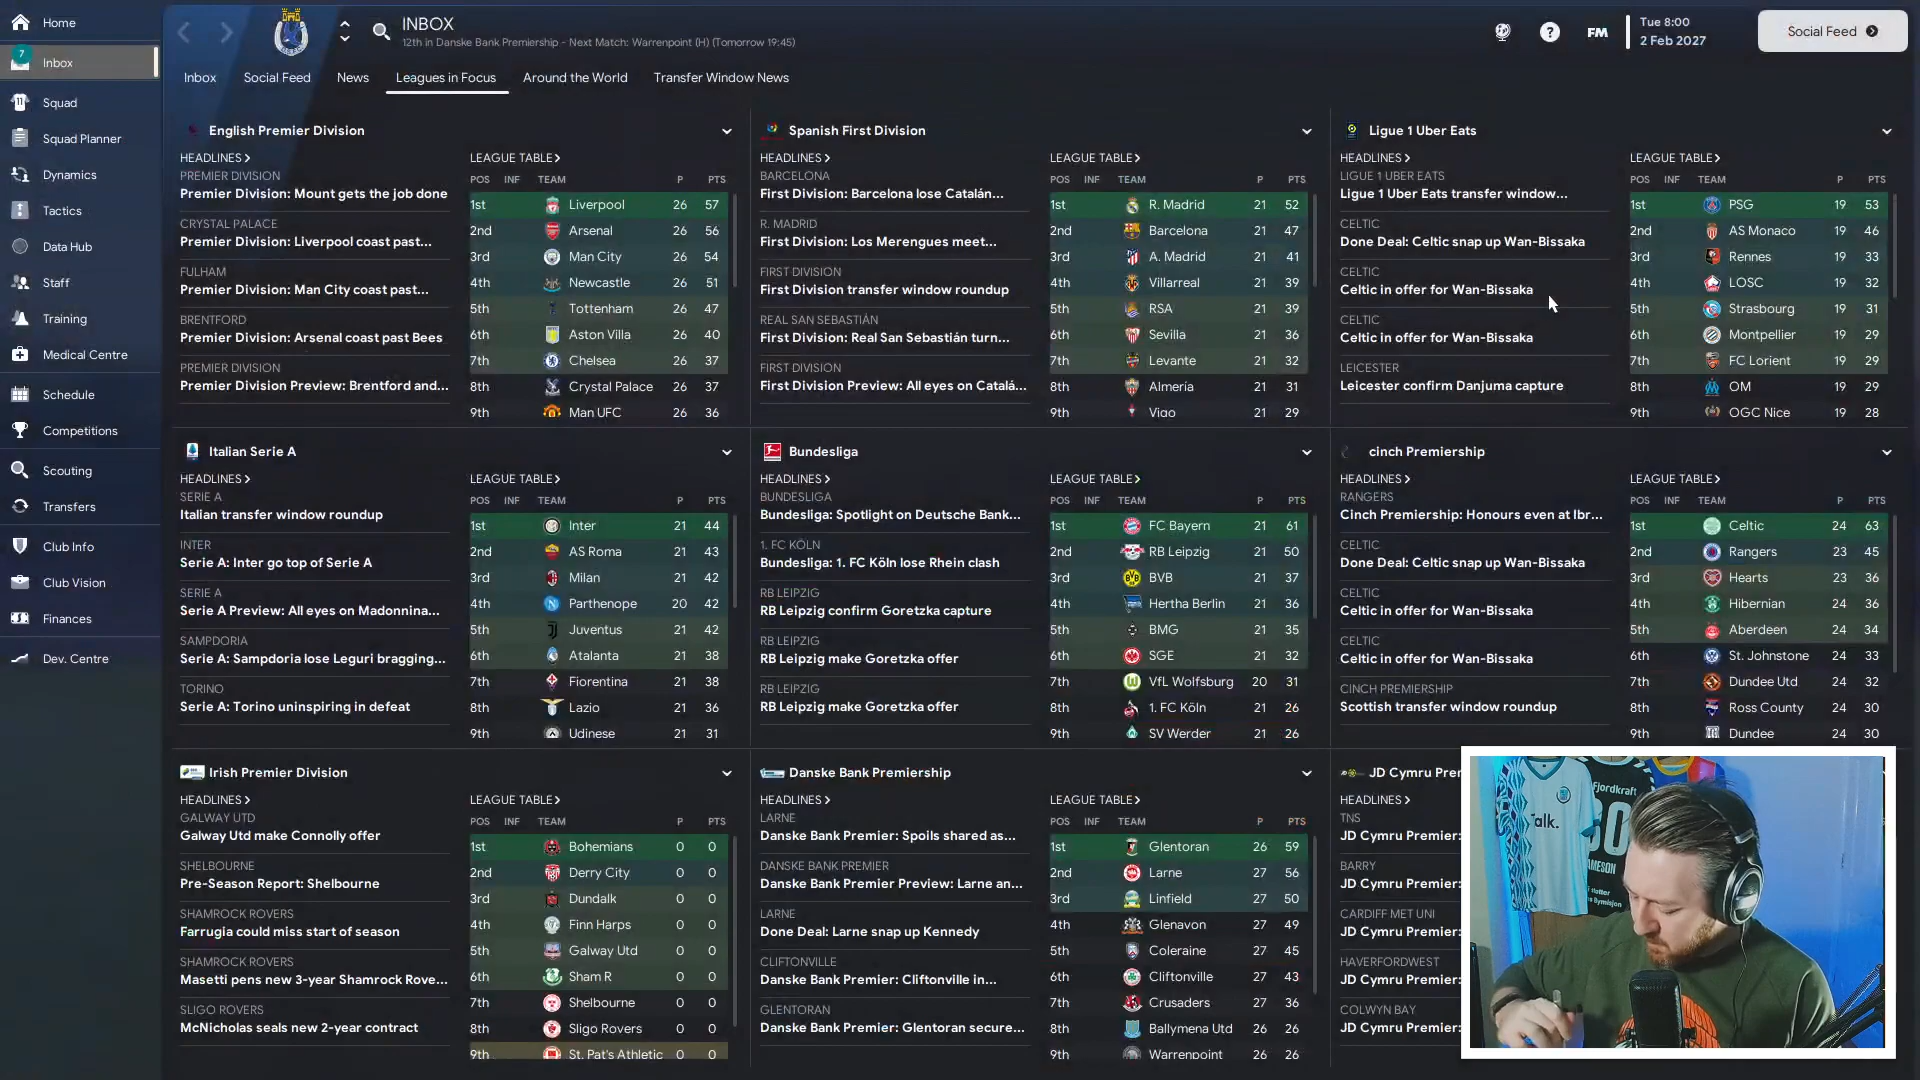 Home
7
Inbox
Squad
Squad Planner
Dynamics
Tactics
Data Hub
Staff
Training
Medical Centre
Schedule
Competitions
Scouting
Transfers
Club Info
Club Vision
Finances
Dev. Centre
INBOX
12th in Danske Bank Premiership - Next Match: Warrenpoint (H) (Tomorrow 19:45)
FM
Tue 8:00
2 Feb 2027
Social Feed
Inbox Social Feed News Leagues in Focus Around the World Transfer Window News
English Premier Division
HEADLINES
PREMIER DIVISION
Premier Division: Mount gets the job done
CRYSTAL PALACE
Premier Division: Liverpool coast past...
FULHAM
Premier Division: Man City coast past...
BRENTFORD
Premier Division: Arsenal coast past Bees
PREMIER DIVISION
Premier Division Preview: Brentford and...
LEAGUE TABLE
POS INF TEAM P PTS
1st Liverpool 26 57
2nd Arsenal 26 56
3rd Man City 26 54
4th Newcastle 26 51
5th Tottenham 26 47
6th Aston Villa 26 40
7th Chelsea 26 37
8th Crystal Palace 26 37
9th Man UFC 26 36
Spanish First Division
HEADLINES
BARCELONA
First Division: Barcelona lose Catalán...
R. MADRID
First Division: Los Merengues meet...
FIRST DIVISION
First Division transfer window roundup
REAL SAN SEBASTIÁN
First Division: Real San Sebastián turn...
FIRST DIVISION
First Division Preview: All eyes on Catalá...
LEAGUE TABLE
POS INF TEAM P PTS
1st R. Madrid 21 52
2nd Barcelona 21 47
3rd A. Madrid 21 41
4th Villarreal 21 39
5th RSA 21 39
6th Sevilla 21 36
7th Levante 21 32
8th Almería 21 31
9th Vigo 21 29
Ligue 1 Uber Eats
HEADLINES
LIGUE 1 UBER EATS
Ligue 1 Uber Eats transfer window...
CELTIC
Done Deal: Celtic snap up Wan-Bissaka
CELTIC
Celtic in offer for Wan-Bissaka
CELTIC
Celtic in offer for Wan-Bissaka
LEICESTER
Leicester confirm Danjuma capture
LEAGUE TABLE
POS INF TEAM P PTS
1st PSG 19 53
2nd AS Monaco 19 46
3rd Rennes 19 33
4th LOSC 19 32
5th Strasbourg 19 31
6th Montpellier 19 29
7th FC Lorient 19 29
8th OM 19 29
9th OGC Nice 19 28
Italian Serie A
HEADLINES
SERIE A
Italian transfer window roundup
INTER
Serie A: Inter go top of Serie A
SERIE A
Serie A Preview: All eyes on Madonnina...
SAMPDORIA
Serie A: Sampdoria lose Leguri bragging...
TORINO
Serie A: Torino uninspiring in defeat
LEAGUE TABLE
POS INF TEAM P PTS
1st Inter 21 44
2nd AS Roma 21 43
3rd Milan 21 42
4th Parthenope 20 42
5th Juventus 21 42
6th Atalanta 21 38
7th Fiorentina 21 38
8th Lazio 21 36
9th Udinese 21 31
Bundesliga
HEADLINES
BUNDESLIGA
Bundesliga: Spotlight on Deutsche Bank...
1. FC KÖLN
Bundesliga: 1. FC Köln lose Rhein clash
RB LEIPZIG
RB Leipzig confirm Goretzka capture
RB LEIPZIG
RB Leipzig make Goretzka offer
RB LEIPZIG
RB Leipzig make Goretzka offer
LEAGUE TABLE
POS INF TEAM P PTS
1st FC Bayern 21 61
2nd RB Leipzig 21 50
3rd BVB 21 37
4th Hertha Berlin 21 36
5th BMG 21 35
6th SGE 21 32
7th VfL Wolfsburg 20 31
8th 1. FC Köln 21 26
9th SV Werder 21 26
cinch Premiership
HEADLINES
RANGERS
Cinch Premiership: Honours even at Ibr...
CELTIC
Done Deal: Celtic snap up Wan-Bissaka
CELTIC
Celtic in offer for Wan-Bissaka
CELTIC
Celtic in offer for Wan-Bissaka
CINCH PREMIERSHIP
Scottish transfer window roundup
LEAGUE TABLE
POS INF TEAM P PTS
1st Celtic 24 63
2nd Rangers 23 45
3rd Hearts 23 36
4th Hibernian 24 36
5th Aberdeen 24 34
6th St. Johnstone 24 33
7th Dundee Utd 24 32
8th Ross County 24 30
9th Dundee 24 30
Irish Premier Division
HEADLINES
GALWAY UTD
Galway Utd make Connolly offer
SHELBOURNE
Pre-Season Report: Shelbourne
SHAMROCK ROVERS
Farrugia could miss start of season
SHAMROCK ROVERS
Masetti pens new 3-year Shamrock Rove...
SLIGO ROVERS
McNicholas seals new 2-year contract
LEAGUE TABLE
POS INF TEAM P PTS
1st Bohemians 0 0
2nd Derry City 0 0
3rd Dundalk 0 0
4th Finn Harps 0 0
5th Galway Utd 0 0
6th Sham R 0 0
7th Shelbourne 0 0
8th Sligo Rovers 0 0
9th St. Pat's Athletic 0 0
Danske Bank Premiership
HEADLINES
LARNE
Danske Bank Premier: Spoils shared as...
DANSKE BANK PREMIER
Danske Bank Premier Preview: Larne an...
LARNE
Done Deal: Larne snap up Kennedy
CLIFTONVILLE
Danske Bank Premier: Cliftonville in...
GLENTORAN
Danske Bank Premier: Glentoran secure...
LEAGUE TABLE
POS INF TEAM P PTS
1st Glentoran 26 59
2nd Larne 27 56
3rd Linfield 27 50
4th Glenavon 27 49
5th Coleraine 27 45
6th Cliftonville 27 43
7th Crusaders 27 36
8th Ballymena Utd 26 26
9th Warrenpoint 26 26
JD Cymru Pre
HEADLINES
TNS
JD Cymru Premier:
BARRY
JD Cymru Premier:
CARDIFF MET UNI
JD Cymru Premier:
HAVERFORDWEST
JD Cymru Premier:
COLWYN BAY
JD Cymru Premier:
Talk.
Fjordkraft